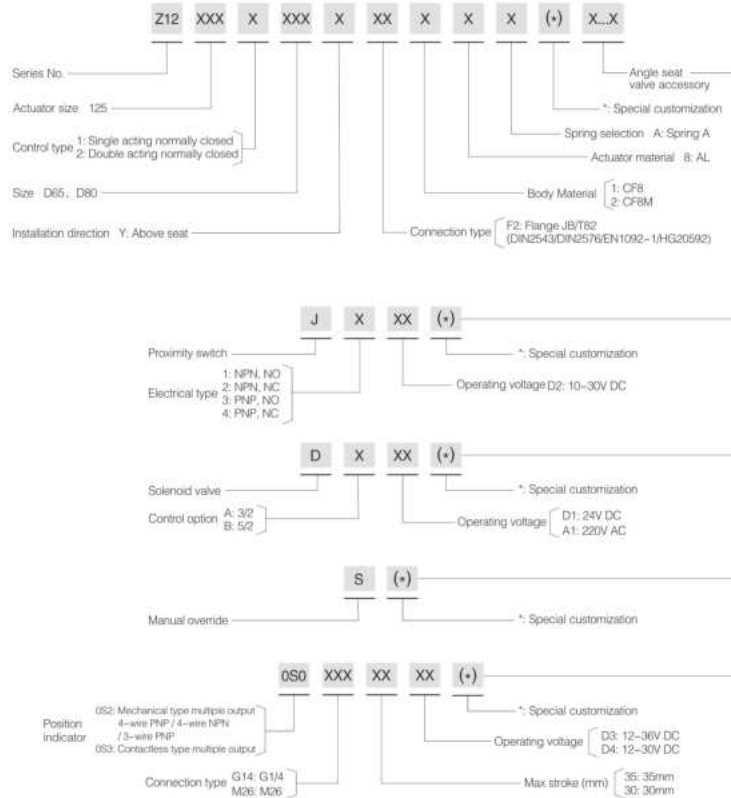 Z12 XXX X XXX X XX X X X (*) X...X
Series No.
Angle seat
valve accessory
Actuator size 125
*: Special customization
Control type 1: Single acting normally closed
2: Double acting normally closed
Spring selection A: Spring A
Actuator material 8: AL
Size D65、D80
Body Material 1: CF8
2: CF8M
Installation direction Y: Above seat
Connection type F2: Flange JB/T82
(DIN2543/DIN2576/EN1092-1/HG20592)
J X XX (*)
Proximity switch
*: Special customization
Electrical type 1: NPN, NO
2: NPN, NC
3: PNP, NO
4: PNP, NC
Operating voltage D2: 10-30V DC
D X XX (*)
Solenoid valve
*: Special customization
Control option A: 3/2
B: 5/2
Operating voltage D1: 24V DC
A1: 220V AC
S (*)
Manual override
*: Special customization
0S0 XXX XX XX (*)
Position
indicator
0S2: Mechanical type multiple output
4-wire PNP / 4-wire NPN
/ 3-wire PNP
0S3: Contactless type multiple output
*: Special customization
Operating voltage D3: 12-36V DC
D4: 12-30V DC
Connection type G14: G1/4
M26: M26
Max stroke (mm) 35: 35mm
30: 30mm